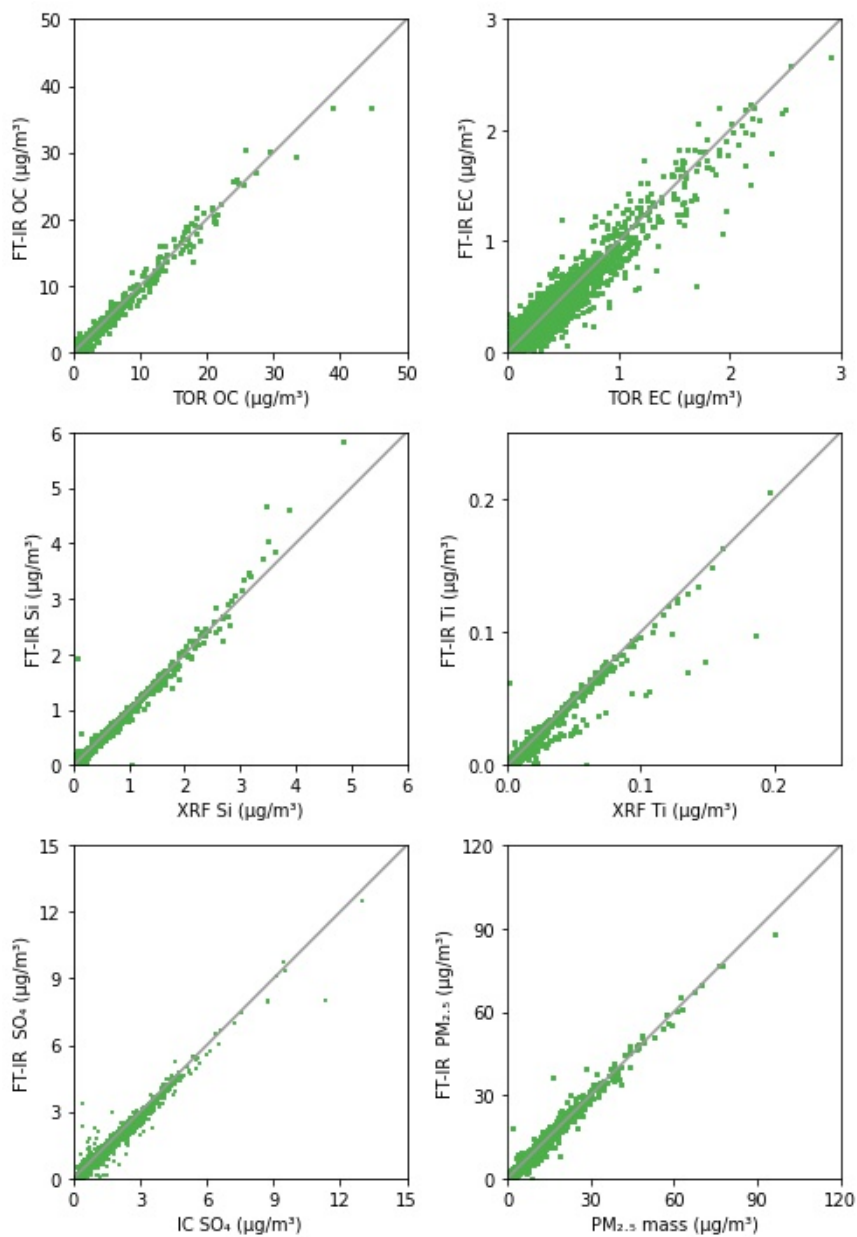 50
40
30
20
10
0
FT-IR OC (µg/m³)
0 10 20 30 40 50
TOR OC (µg/m³)
3
2
1
0
FT-IR EC (µg/m³)
0 1 2 3
TOR EC (µg/m³)
6
5
4
3
2
1
0
FT-IR Si (µg/m³)
0 1 2 3 4 5 6
XRF Si (µg/m³)
0.2
0.1
0.0
FT-IR Ti (µg/m³)
0.0 0.1 0.2
XRF Ti (µg/m³)
15
12
9
6
3
0
FT-IR SO₄ (µg/m³)
0 3 6 9 12 15
IC SO₄ (µg/m³)
120
90
60
30
0
FT-IR PM₂.₅ (µg/m³)
0 30 60 90 120
PM₂.₅ mass (µg/m³)